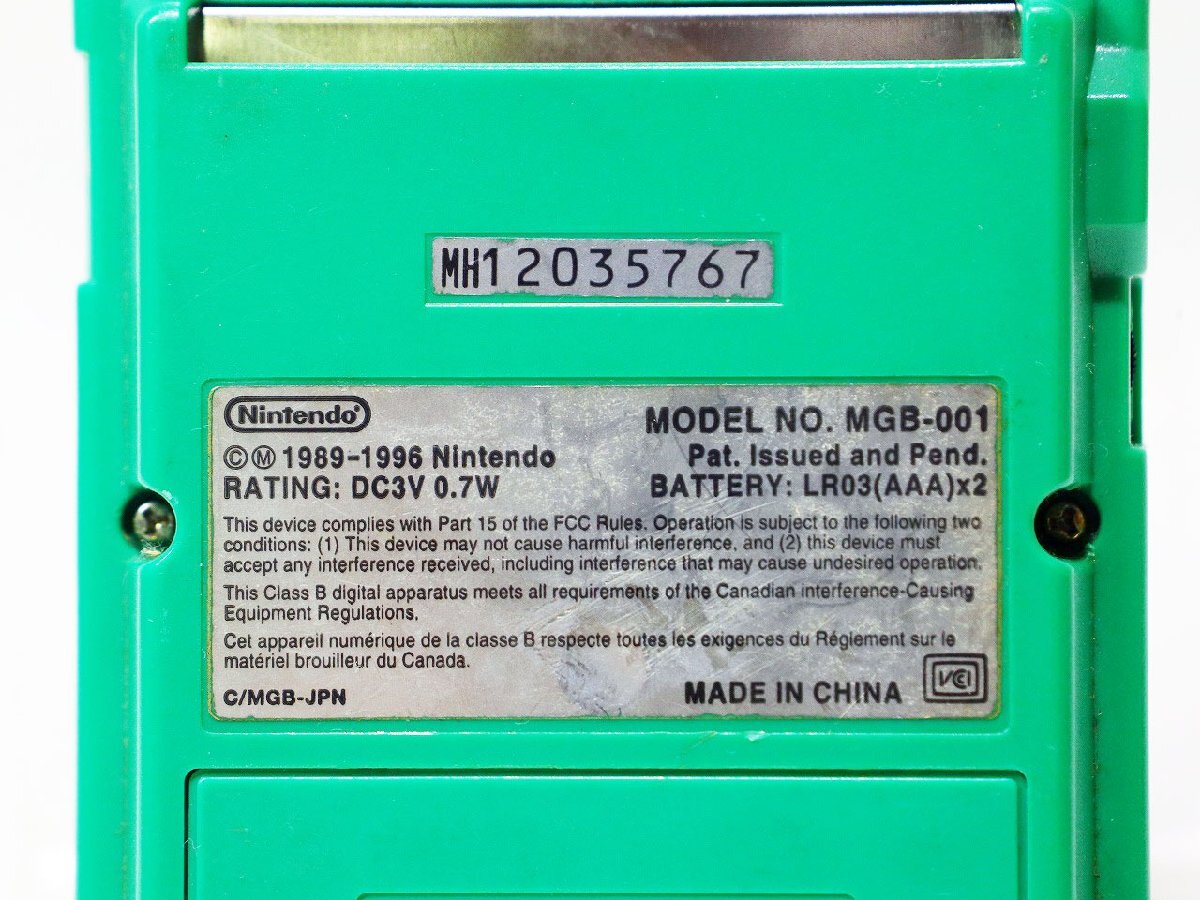 MH12035767
Nintendo®
MODEL NO. MGB-001
ⒸⓂ 1989-1996 Nintendo
Pat. Issued and Pend.
RATING: DC3V 0.7W
BATTERY: LR03(AAA)x2
This device complies with Part 15 of the FCC Rules. Operation is subject to the following two
conditions: (1) This device may not cause harmful interference, and (2) this device must
accept any interference received, including interference that may cause undesired operation.
This Class B digital apparatus meets all requirements of the Canadian interference-Causing
Equipment Regulations.
Cet appareil numérique de la classe B respecte toutes les exigences du Réglement sur le
matériel brouilleur du Canada.
C/MGB-JPN
MADE IN CHINA
VCI